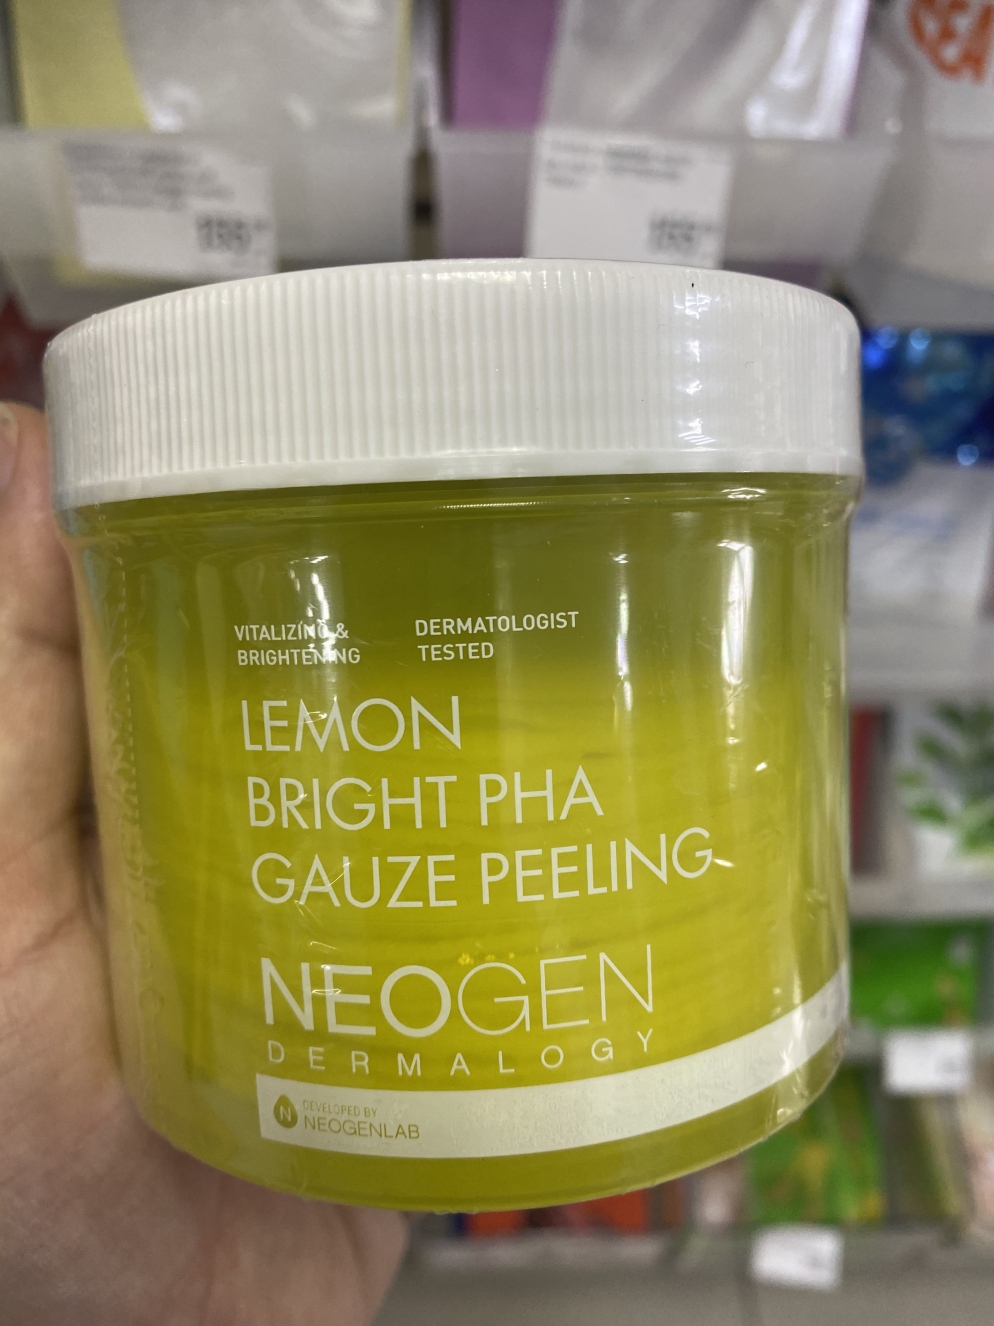 VITALIZING &
BRIGHTENING
DERMATOLOGIST
TESTED
LEMON
BRIGHT PHA
GAUZE PEELING
NEOGEN
DERMALOGY
N
DEVELOPED BY
NEOGENLAB